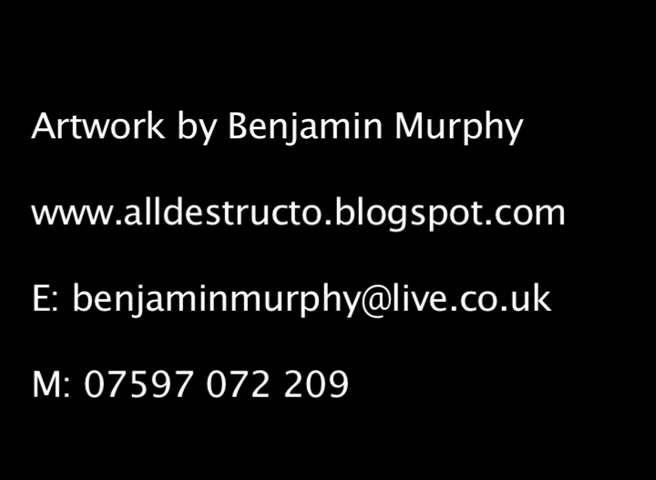 Artwork by Benjamin Murphy
www.alldestructo.blogspot.com
E: benjaminmurphy@live.co.uk
M: 07597 072 209